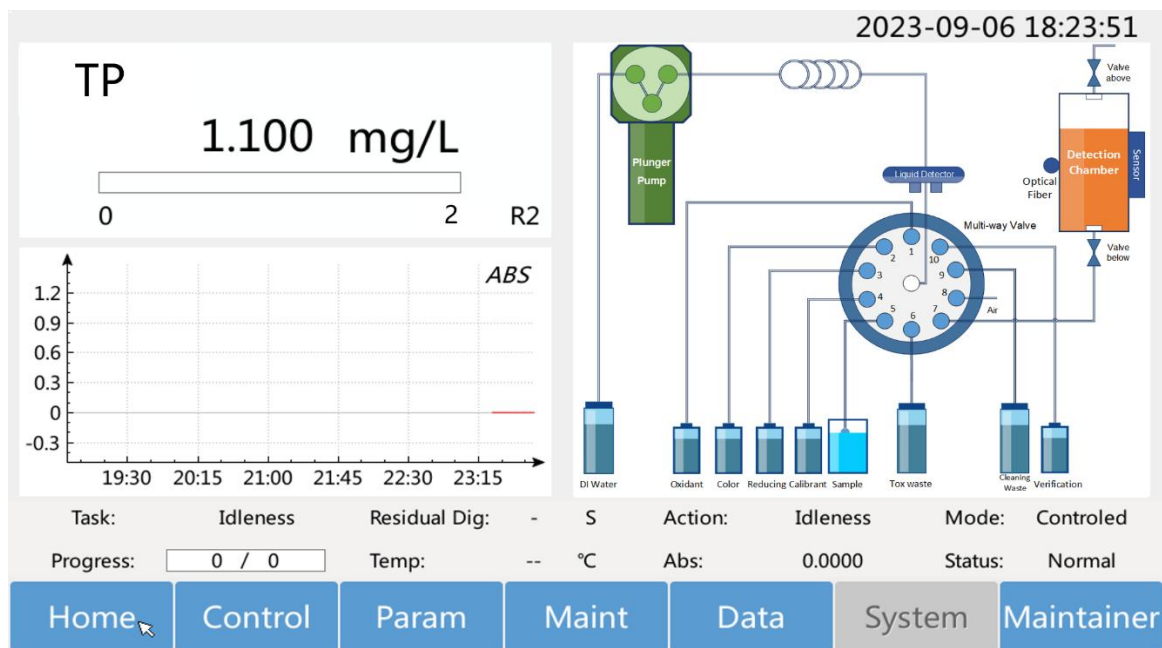 2023-09-06 18:23:51
TP
1.100 mg/L
0 2 R2
ABS
1.2
0.9
0.6
0.3
0
-0.3
19:30 20:15 21:00 21:45 22:30 23:15
Plunger
Pump
Liquid Detector
Valve
above
Detection
Chamber
Sensor
Optical
Fiber
Multi-way Valve
Valve
below
1
2
3
4
5
6
7
8
9
10
Air
DI Water
Oxidant
Color
Reducing
Calibrant
Sample
Tox waste
Cleaning
Waste
Verification
Task: Idleness Residual Dig: - S Action: Idleness Mode: Controled
Progress: 0 / 0 Temp: -- °C Abs: 0.0000 Status: Normal
Home Control Param Maint Data System Maintainer